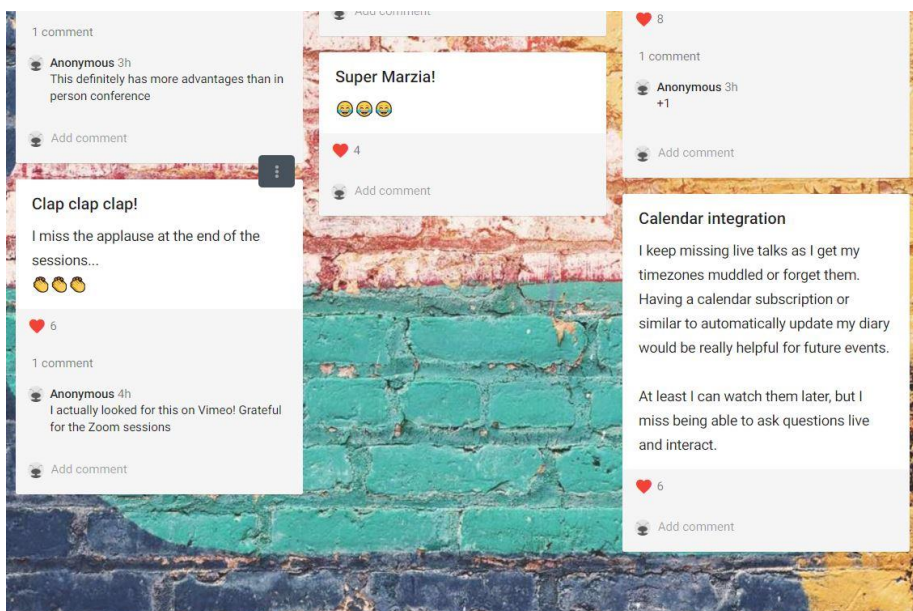 1 comment
Anonymous 3h
This definitely has more advantages than in
person conference
Add comment
Clap clap clap!
I miss the applause at the end of the
sessions...
👏👏👏
6
1 comment
Anonymous 4h
I actually looked for this on Vimeo! Grateful
for the Zoom sessions
Add comment
Add comment
Super Marzia!
😂😂😂
4
Add comment
8
1 comment
Anonymous 3h
+1
Add comment
Calendar integration
I keep missing live talks as I get my
timezones muddled or forget them.
Having a calendar subscription or
similar to automatically update my diary
would be really helpful for future events.
At least I can watch them later, but I
miss being able to ask questions live
and interact.
6
Add comment